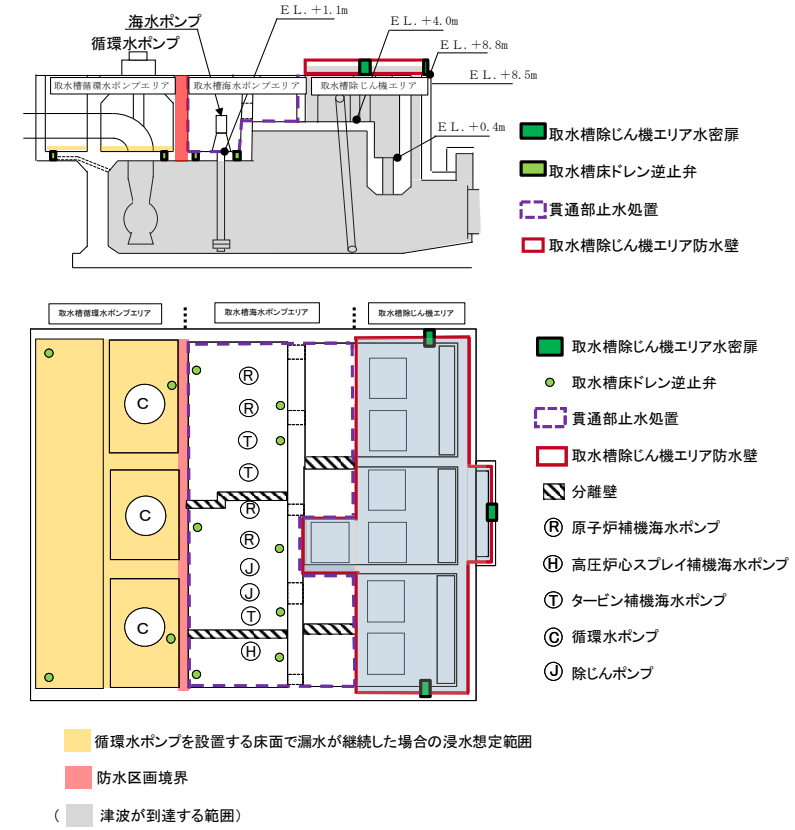 海水ポンプ
循環水ポンプ
ＥＬ．+1.1m
ＥＬ．+4.0m
ＥＬ．+8.8m
ＥＬ．+8.5m
取水槽循環水ポンプエリア
取水槽海水ポンプエリア
取水槽除じん機エリア
ＥＬ．+0.4m
取水槽除じん機エリア水密扉
取水槽床ドレン逆止弁
貫通部止水処置
取水槽除じん機エリア防水壁
取水槽循環水ポンプエリア
取水槽海水ポンプエリア
取水槽除じん機エリア
C
C
C
R
R
T
T
R
R
J
J
T
H
取水槽除じん機エリア水密扉
取水槽床ドレン逆止弁
貫通部止水処置
取水槽除じん機エリア防水壁
分離壁
Ⓡ 原子炉補機海水ポンプ
Ⓗ 高圧炉心スプレイ補機海水ポンプ
Ⓣ タービン補機海水ポンプ
Ⓒ 循環水ポンプ
Ⓙ 除じんポンプ
循環水ポンプを設置する床面で漏水が継続した場合の浸水想定範囲
防水区画境界
( 津波が到達する範囲)